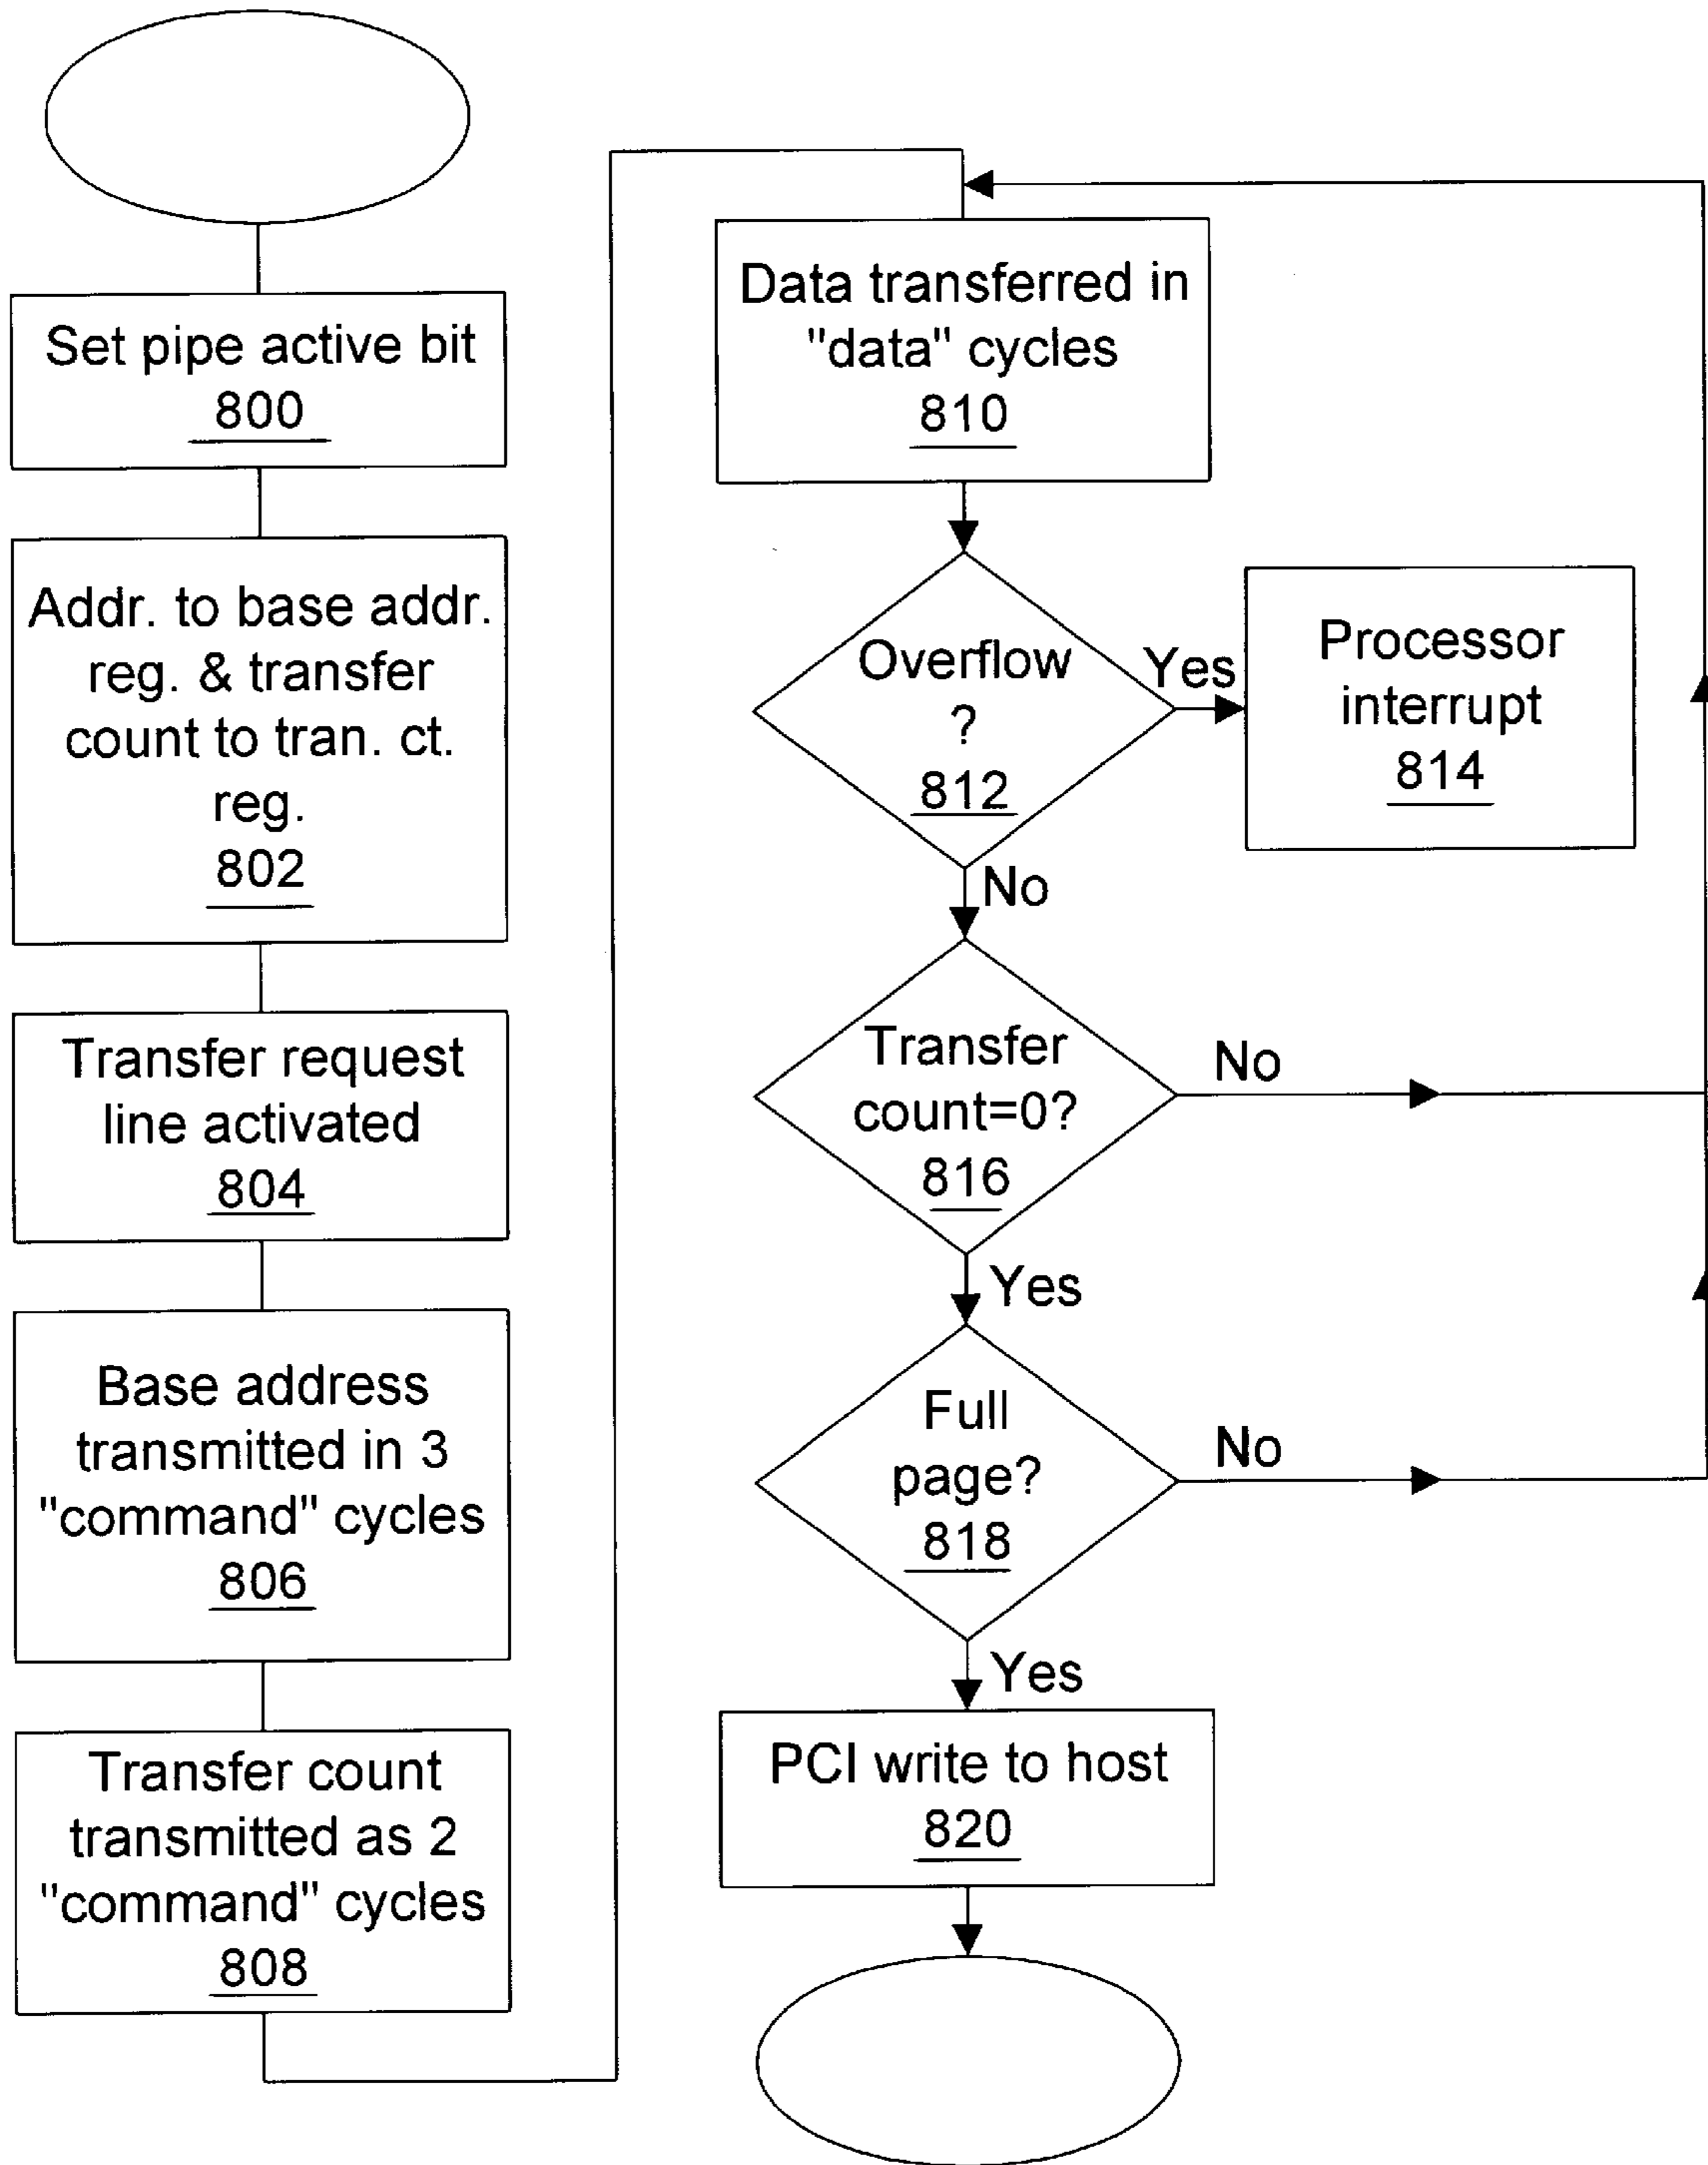 Set pipe active bit
800
Addr. to base addr.
reg. & transfer
count to tran. ct.
reg.
802
Transfer request
line activated
804
Base address
transmitted in 3
"command" cycles
806
Transfer count
transmitted as 2
"command" cycles
808
Data transferred in
"data" cycles
810
Overflow
?
812
Yes
Processor
interrupt
814
No
Transfer
count=0?
816
No
Yes
Full
page?
818
No
Yes
PCI write to host
820